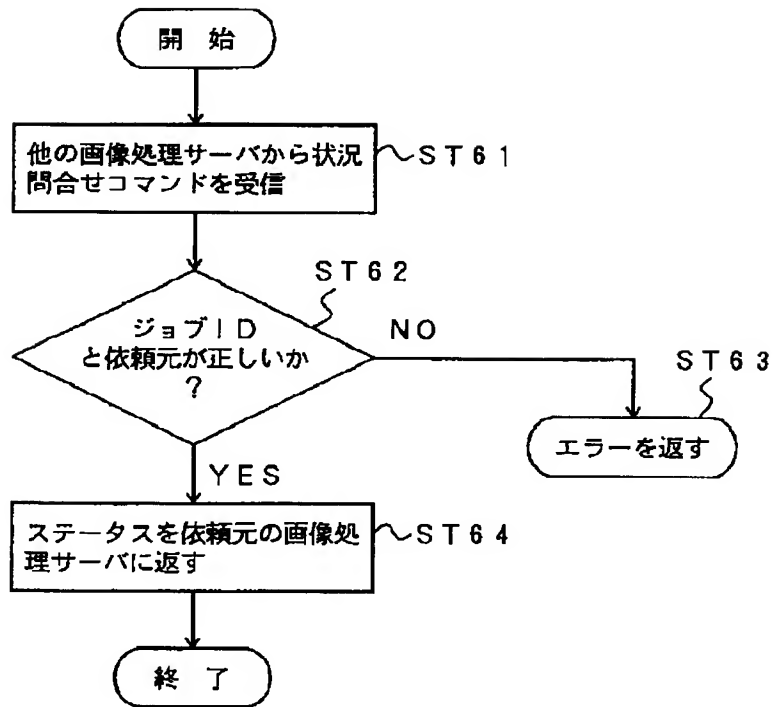 開 始
他の画像処理サーバから状況
問合せコマンドを受信
ST61
ST62
ジョブID
と依頼元が正しいか
?
NO
ST63
エラーを返す
YES
ステータスを依頼元の画像処
理サーバに返す
ST64
終 了